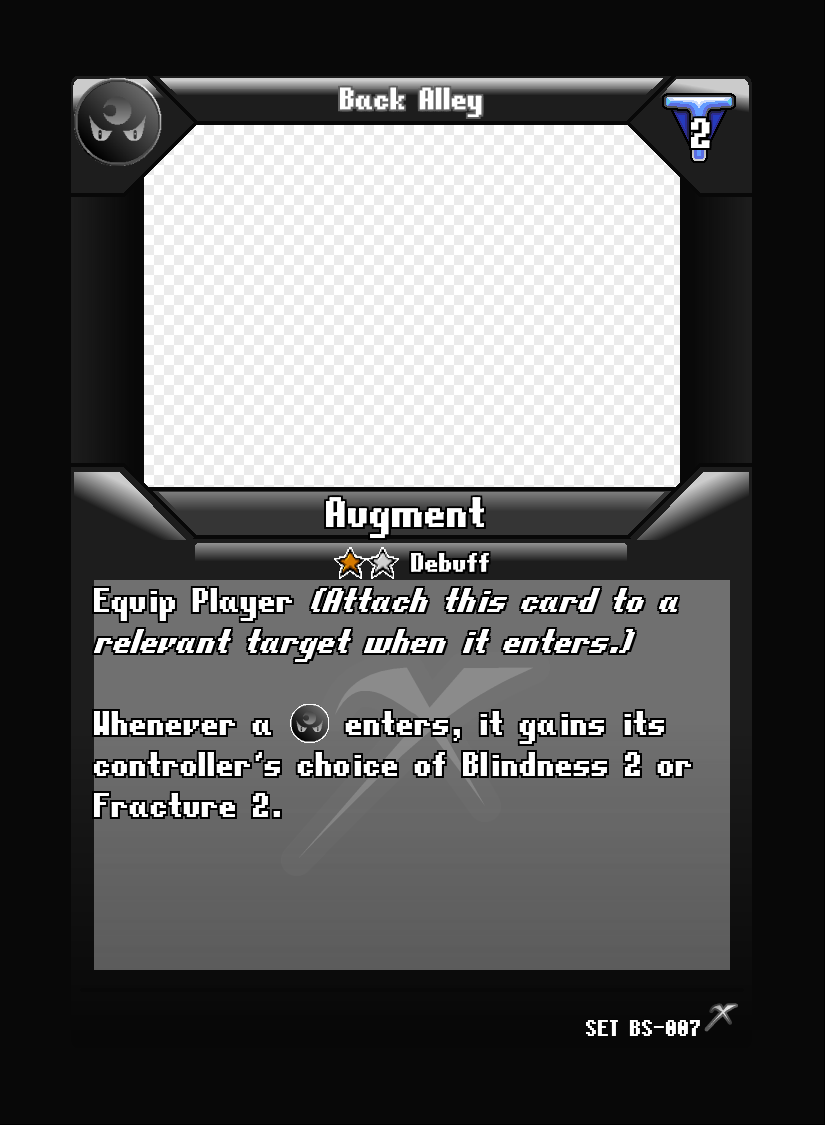 Back Alley
2
Augment
Debuff
Equip Player (Attach this card to a
relevant target when it enters.)
Whenever a enters, it gains its
controller's choice of Blindness 2 or
Fracture 2.
SET BS-007